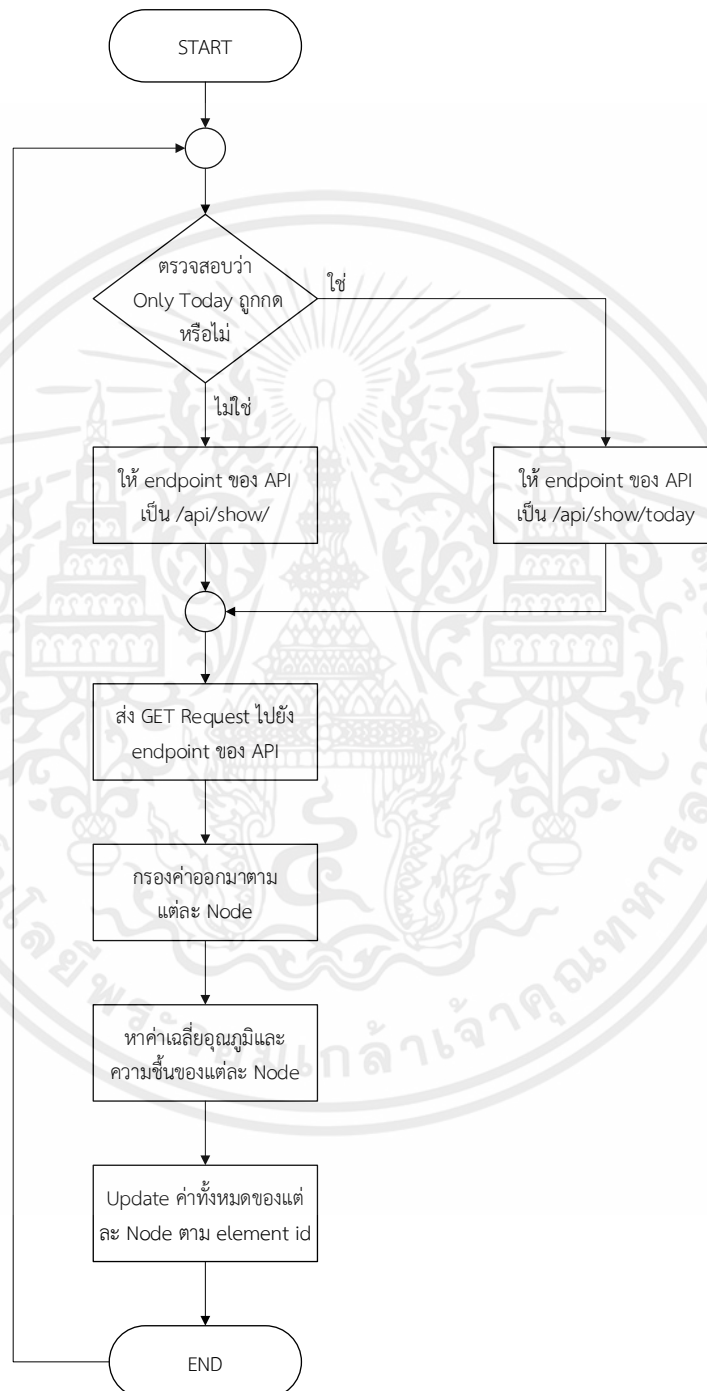 START
ตรวจสอบว่า
Only Today ถูกกด
หรือไม่
ใช่
ไม่ใช่
ให้ endpoint ของ API
เป็น /api/show/
ให้ endpoint ของ API
เป็น /api/show/today
ส่ง GET Request ไปยัง
endpoint ของ API
กรองค่าออกมาตาม
แต่ละ Node
หาค่าเฉลี่ยอุณภูมิและ
ความชื้นของแต่ละ Node
Update ค่าทั้งหมดของแต่
ละ Node ตาม element id
END